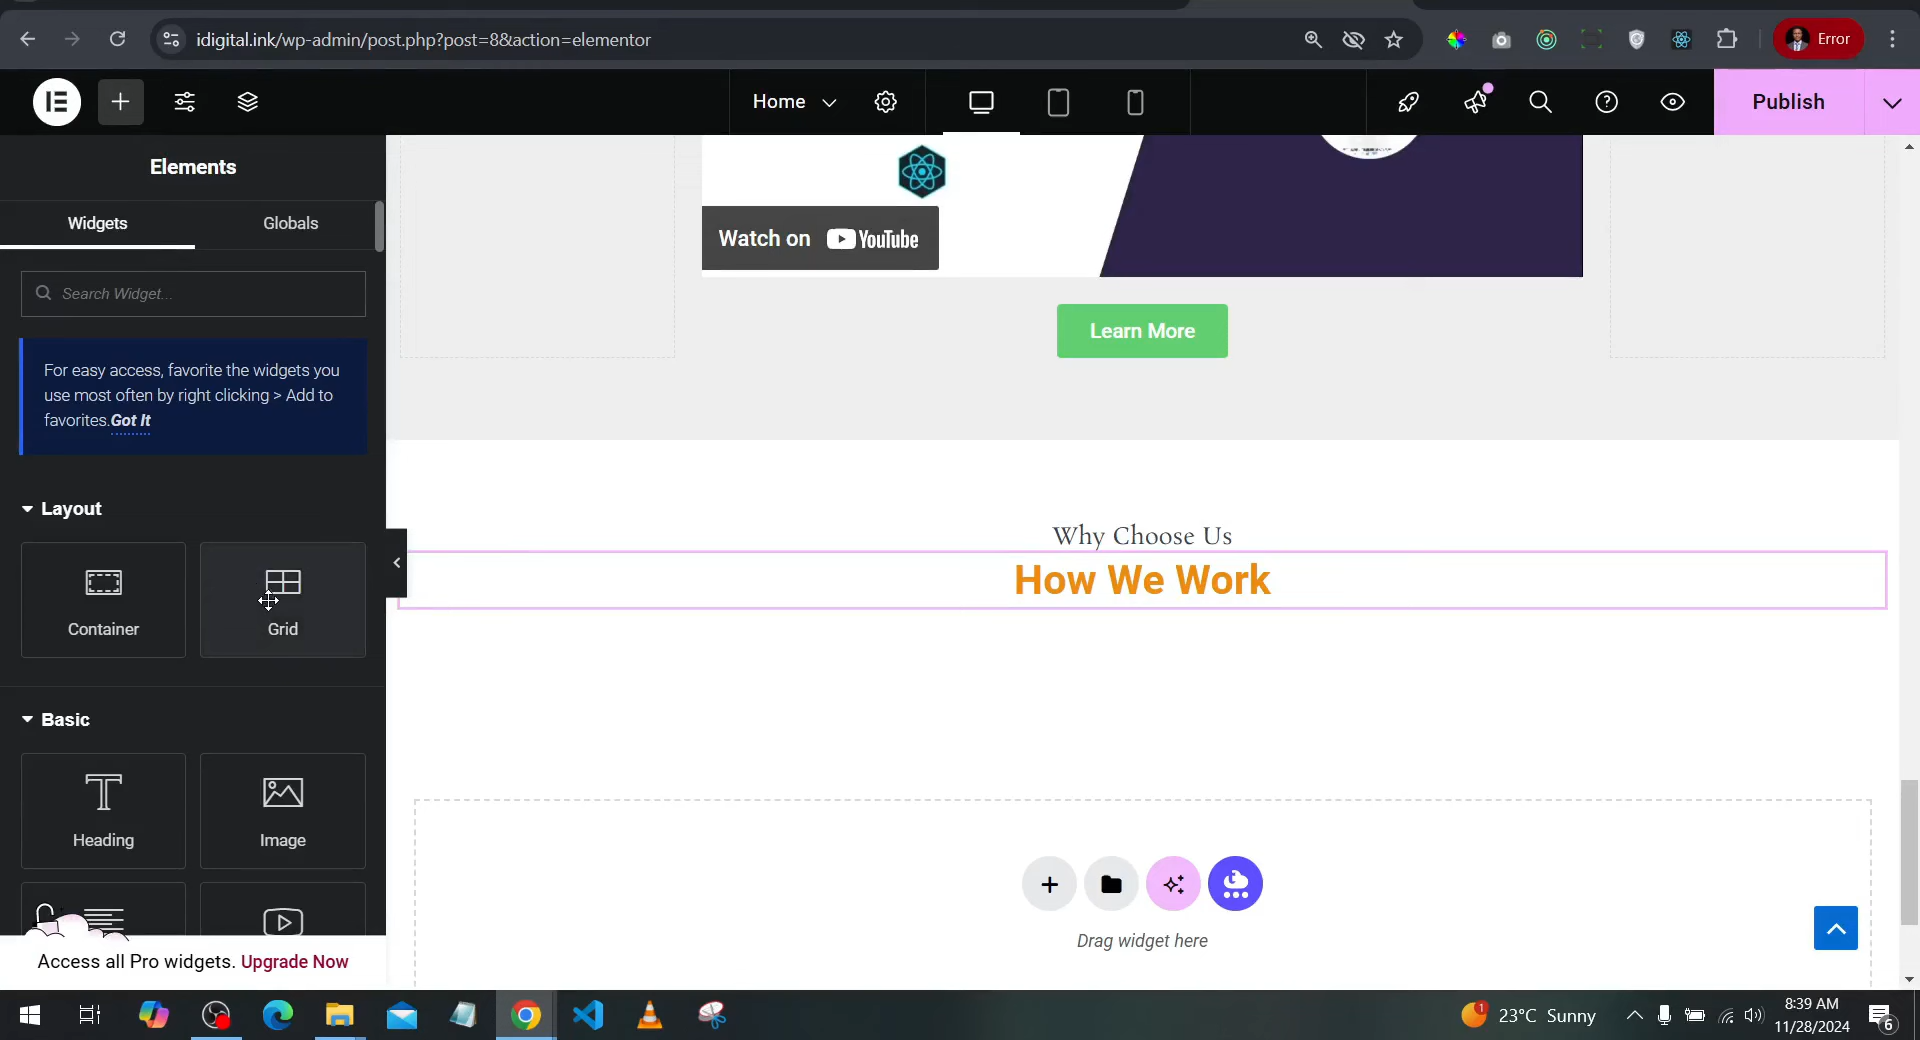 idigital.ink/wp-admin/post.php?post=8&action=elementor
Error
Home
Publish
Elements
Widgets
Globals
Search Widget...
For easy access, favorite the widgets you
use most often by right clicking > Add to
favorites.Got It
Layout
Container
Grid
Basic
Heading
Image
Access all Pro widgets. Upgrade Now
Watch on YouTube
Learn More
Why Choose Us
How We Work
Drag widget here
1
23°C Sunny
8:39 AM
11/28/2024
6